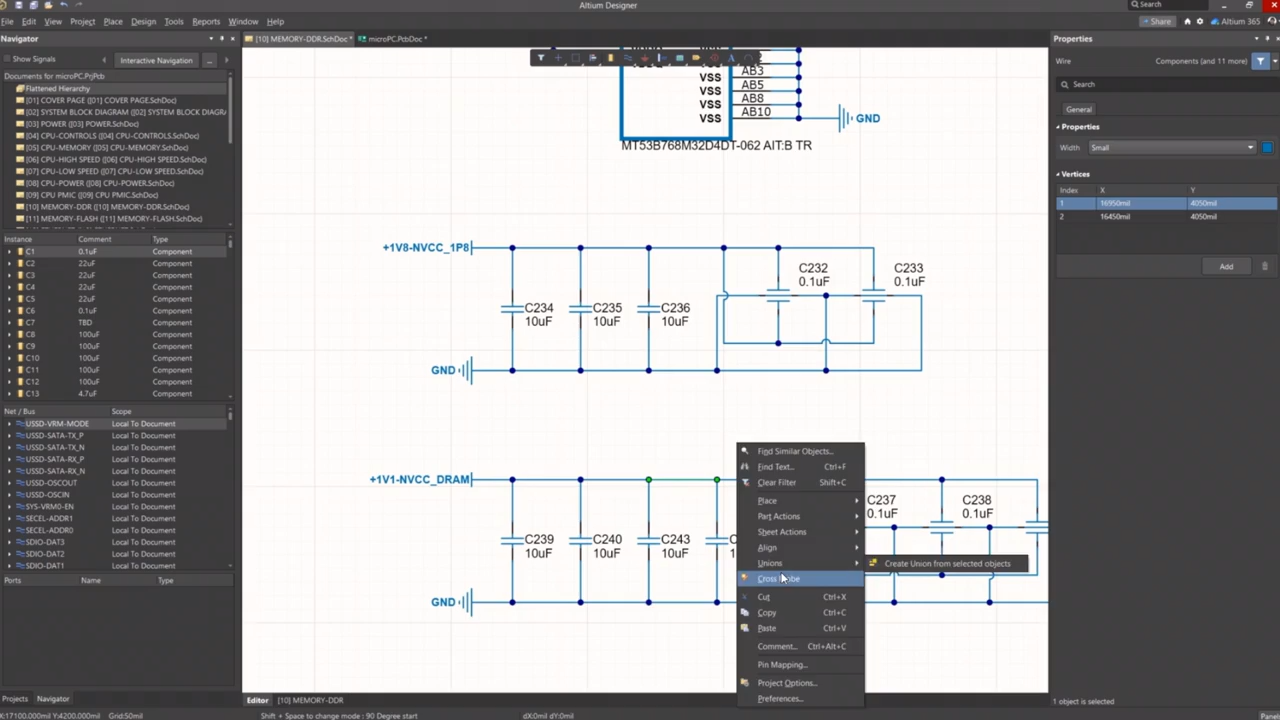 Altium Designer
Search
File Edit View Project Place Design Tools Reports Window Help
Share Altium 365
Navigator
[10] MEMORY-DDR.SchDoc *
microPC.PcbDoc *
Show Signals
Interactive Navigation
...
Documents for microPC.PrjPcb
Flattened Hierarchy
[01] COVER PAGE ([01] COVER PAGE.SchDoc)
[02] SYSTEM BLOCK DIAGRAM ([02] SYSTEM BLOCK DIAGRA
[03] POWER ([03] POWER.SchDoc)
[04] CPU-CONTROLS ([04] CPU-CONTROLS.SchDoc)
[05] CPU-MEMORY ([05] CPU-MEMORY.SchDoc)
[06] CPU-HIGH SPEED ([06] CPU-HIGH SPEED.SchDoc)
[07] CPU-LOW SPEED ([07] CPU-LOW SPEED.SchDoc)
[08] CPU-POWER ([08] CPU-POWER.SchDoc)
[09] CPU PMIC ([09] CPU PMIC.SchDoc)
[10] MEMORY-DDR ([10] MEMORY-DDR.SchDoc)
[11] MEMORY-FLASH ([11] MEMORY-FLASH.SchDoc)
Instance Comment Type
C1 0.1uF Component
C2 22uF Component
C3 22uF Component
C4 22uF Component
C5 22uF Component
C6 0.1uF Component
C7 TBD Component
C8 100uF Component
C9 100uF Component
C10 100uF Component
C11 100uF Component
C12 100uF Component
C13 4.7uF Component
Net / Bus Scope
USSD-VRM-MODE Local To Document
USSD-SATA-TX_P Local To Document
USSD-SATA-TX_N Local To Document
USSD-SATA-RX_P Local To Document
USSD-SATA-RX_N Local To Document
USSD-OSCOUT Local To Document
USSD-OSCIN Local To Document
SYS-VRM0-EN Local To Document
SECEL-ADDR1 Local To Document
SECEL-ADDR0 Local To Document
SDIO-DAT3 Local To Document
SDIO-DAT2 Local To Document
SDIO-DAT1 Local To Document
Ports Name Type
Projects Navigator
VSS AB3
VSS AB5
VSS AB8
VSS AB10
GND
MT53B768M32D4DT-062 AIT:B TR
+1V8-NVCC_1P8
C232
0.1uF
C233
0.1uF
C234
10uF
C235
10uF
C236
10uF
GND
+1V1-NVCC_DRAM
C237
0.1uF
C238
0.1uF
C239
10uF
C240
10uF
C243
10uF
GND
Find Similar Objects...
Find Text... Ctrl+F
Clear Filter Shift+C
Place
Part Actions
Sheet Actions
Align
Unions
Create Union from selected objects
Cross Probe
Cut Ctrl+X
Copy Ctrl+C
Paste Ctrl+V
Comment... Ctrl+Alt+C
Pin Mapping...
Project Options...
Preferences...
Properties
Wire Components (and 11 more)
Search
General
Properties
Width Small
Vertices
Index X Y
1 16950mil 4050mil
2 16450mil 4050mil
Add
1 object is selected
Editor [10] MEMORY-DDR
X:17100.000mil Y:4200.000mil Grid:50mil Shift + Space to change mode : 90 Degree start dX:0mil dY:0mil